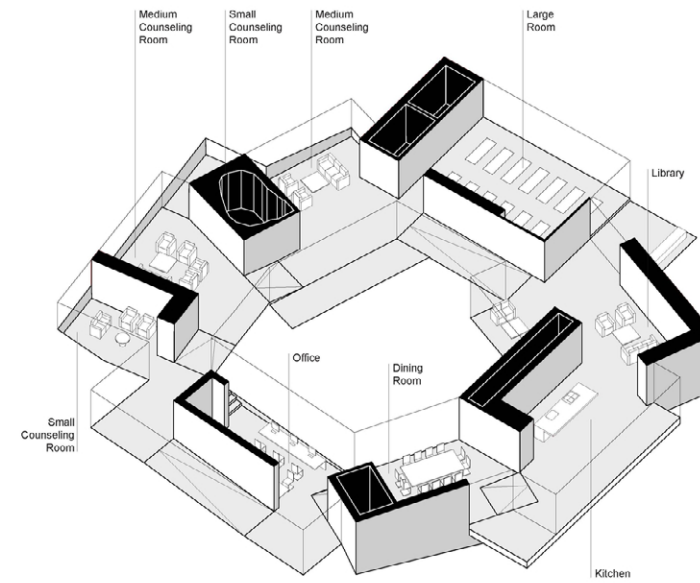 Medium
Counseling
Room
Small
Counseling
Room
Medium
Counseling
Room
Large
Room
Library
Office
Dining
Room
Small
Counseling
Room
Kitchen